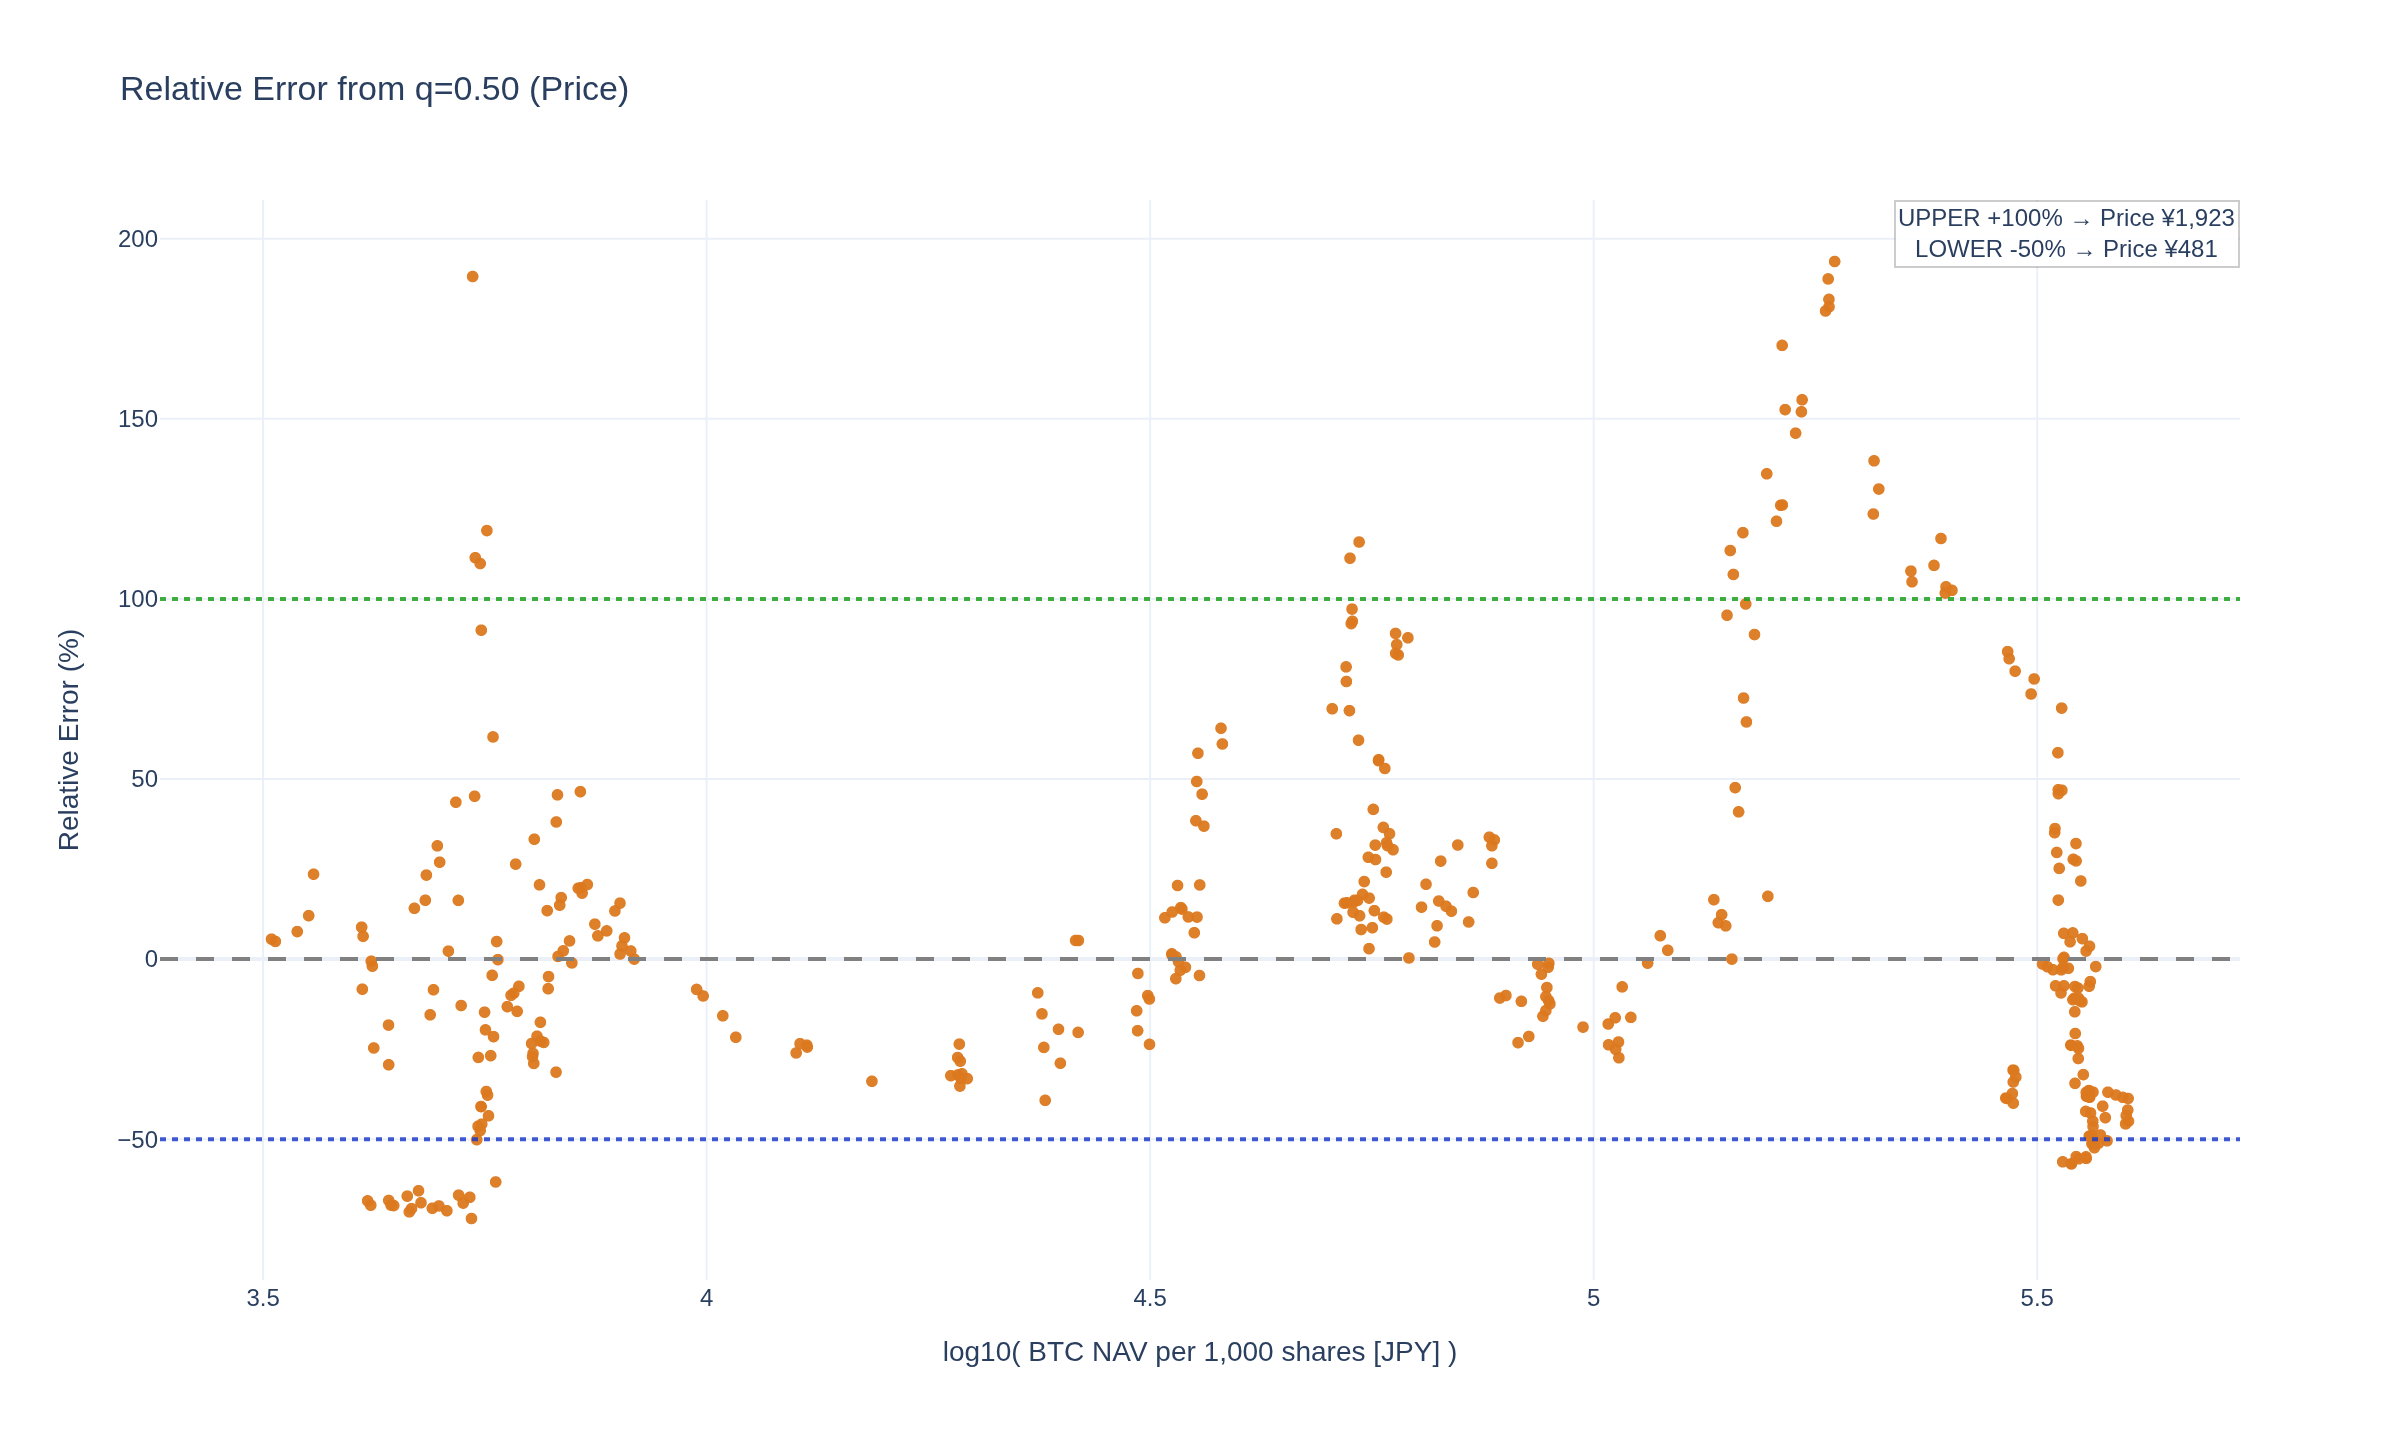 Relative Error from q=0.50 (Price)
UPPER +100% → Price ¥1,923
LOWER -50% → Price ¥481
200
150
100
50
0
−50
Relative Error (%)
3.5
4
4.5
5
5.5
log10( BTC NAV per 1,000 shares [JPY] )